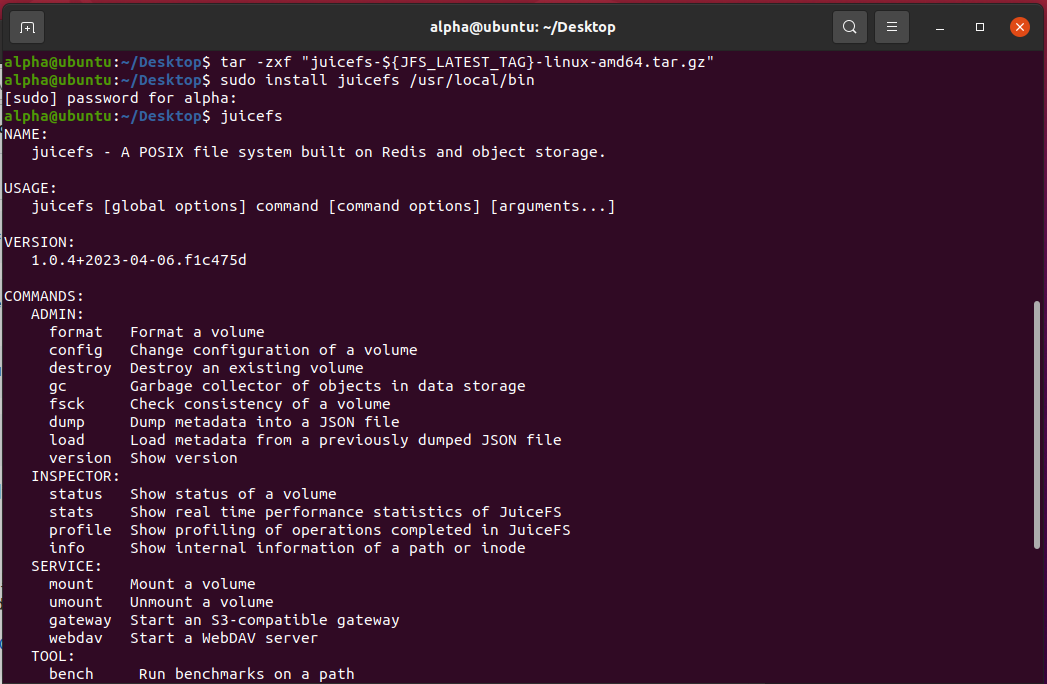 alpha@ubuntu: ~/Desktop
alpha@ubuntu:~/Desktop$ tar -zxf "juicefs-${JFS_LATEST_TAG}-linux-amd64.tar.gz"
alpha@ubuntu:~/Desktop$ sudo install juicefs /usr/local/bin
[sudo] password for alpha:
alpha@ubuntu:~/Desktop$ juicefs
NAME:
   juicefs - A POSIX file system built on Redis and object storage.

USAGE:
   juicefs [global options] command [command options] [arguments...]

VERSION:
   1.0.4+2023-04-06.f1c475d

COMMANDS:
   ADMIN:
     format   Format a volume
     config   Change configuration of a volume
     destroy  Destroy an existing volume
     gc       Garbage collector of objects in data storage
     fsck     Check consistency of a volume
     dump     Dump metadata into a JSON file
     load     Load metadata from a previously dumped JSON file
     version  Show version
   INSPECTOR:
     status   Show status of a volume
     stats    Show real time performance statistics of JuiceFS
     profile  Show profiling of operations completed in JuiceFS
     info     Show internal information of a path or inode
   SERVICE:
     mount    Mount a volume
     umount   Unmount a volume
     gateway  Start an S3-compatible gateway
     webdav   Start a WebDAV server
   TOOL:
     bench     Run benchmarks on a path